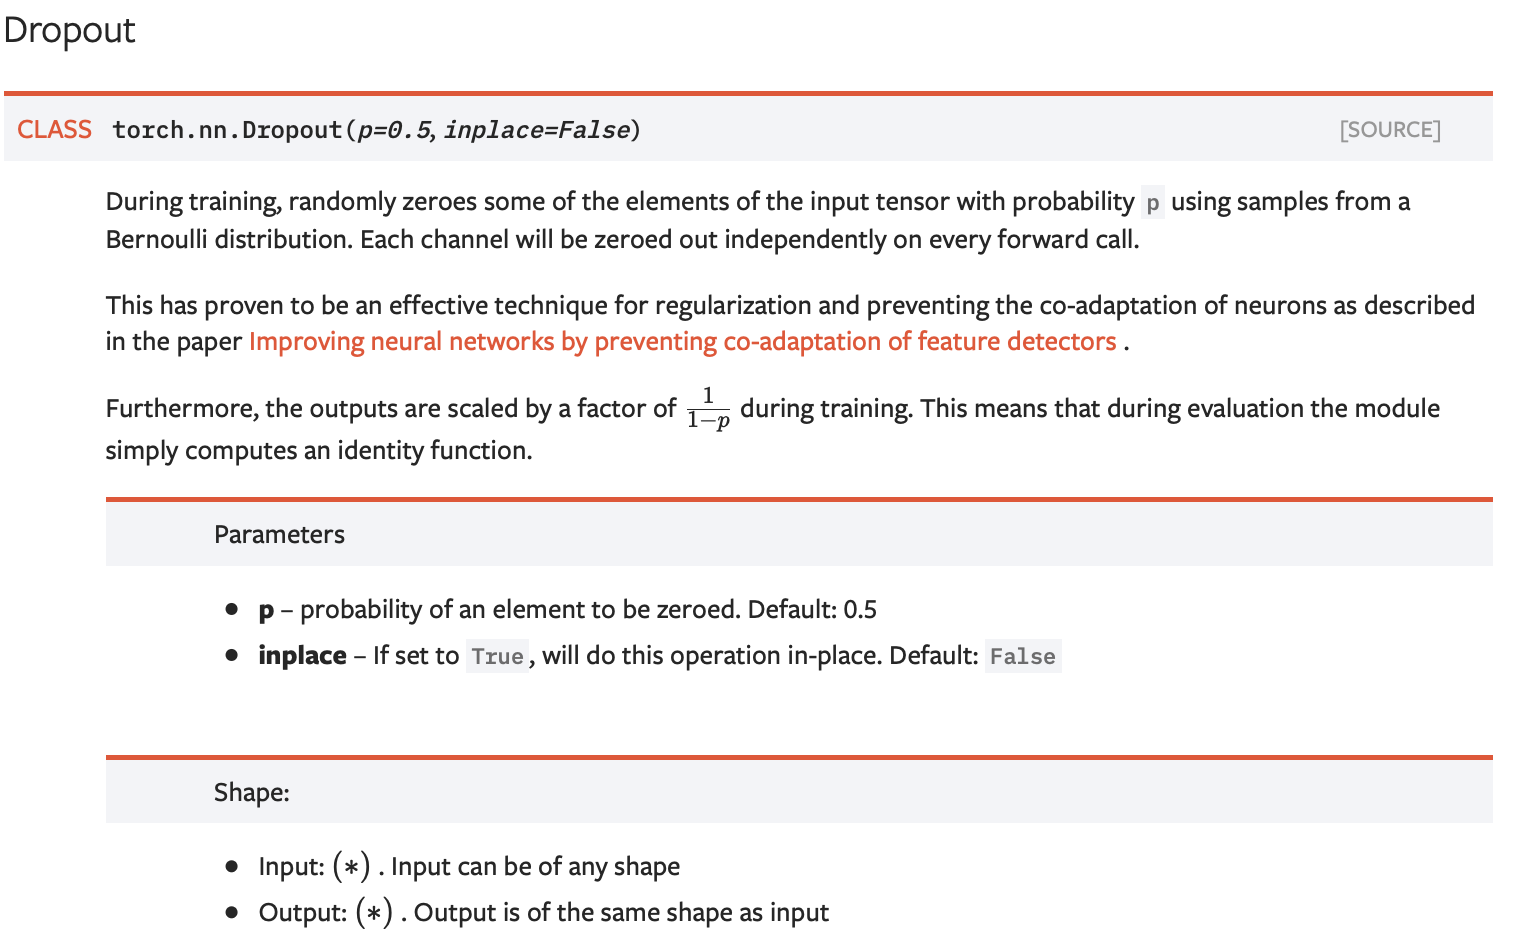 Dropout
CLASS torch.nn.Dropout(p=0.5, inplace=False) [SOURCE]
During training, randomly zeroes some of the elements of the input tensor with probability p using samples from a
Bernoulli distribution. Each channel will be zeroed out independently on every forward call.
This has proven to be an effective technique for regularization and preventing the co-adaptation of neurons as described
in the paper Improving neural networks by preventing co-adaptation of feature detectors .
Furthermore, the outputs are scaled by a factor of \frac{1}{1-p} during training. This means that during evaluation the module
simply computes an identity function.
Parameters
• p – probability of an element to be zeroed. Default: 0.5
• inplace – If set to True, will do this operation in-place. Default: False
Shape:
• Input: (∗) . Input can be of any shape
• Output: (∗) . Output is of the same shape as input